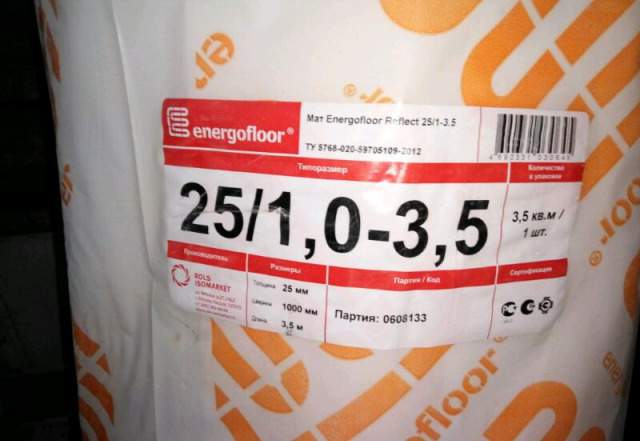 energofloor®
Мат Energofloor Reflect 25/1-3.5
ТУ 5768-020-59705109-2012
Типоразмер
Количество
в упаковке
25/1,0-3,5
3,5 кв.м /
1 шт.
Производитель
Размеры
Партия / Код
Сертификация
ROLS
ISOMARKET
Толщина 25 мм
Ширина 1000 мм
Длина 3,5 м
Партия: 0608133
energofloor